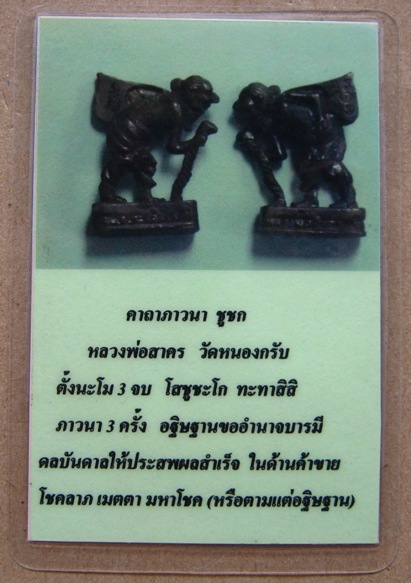 คาถาภาวนา ชูชก
หลวงพ่อสาคร วัดหนองกรับ
ตั้งนะโม 3 จบ โสชูชะโก ทะทาสิสิ
ภาวนา 3 ครั้ง อฐิษฐานขออำนาจบารมี
ดลบันดาลให้ประสพผลสำเร็จ ในด้านค้าขาย
โชคลาภ เมตตา มหาโชค (หรือตามแต่อฐิษฐาน)